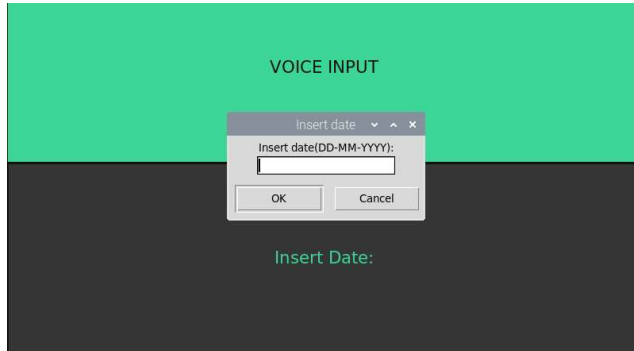 VOICE INPUT
Insert date
Insert date(DD-MM-YYYY):
OK Cancel
Insert Date: